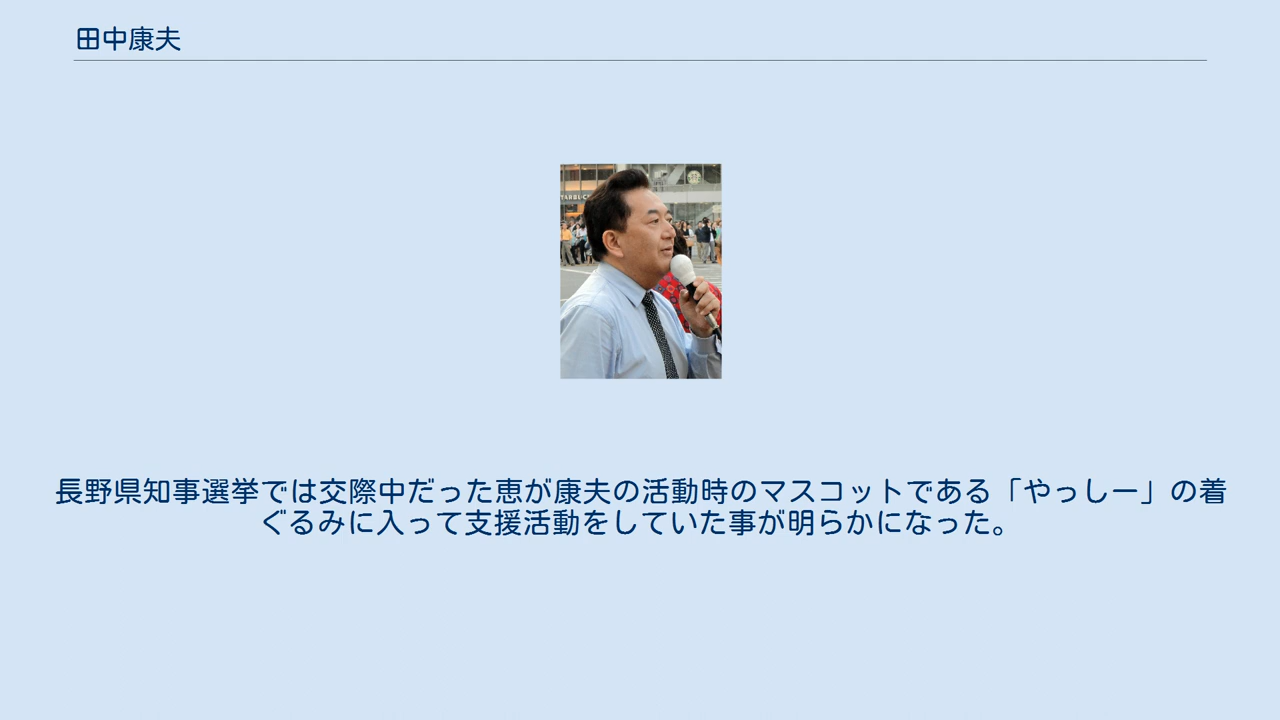 田中康夫
長野県知事選挙では交際中だった恵が康夫の活動時のマスコットである「やっしー」の着
ぐるみに入って支援活動をしていた事が明らかになった。